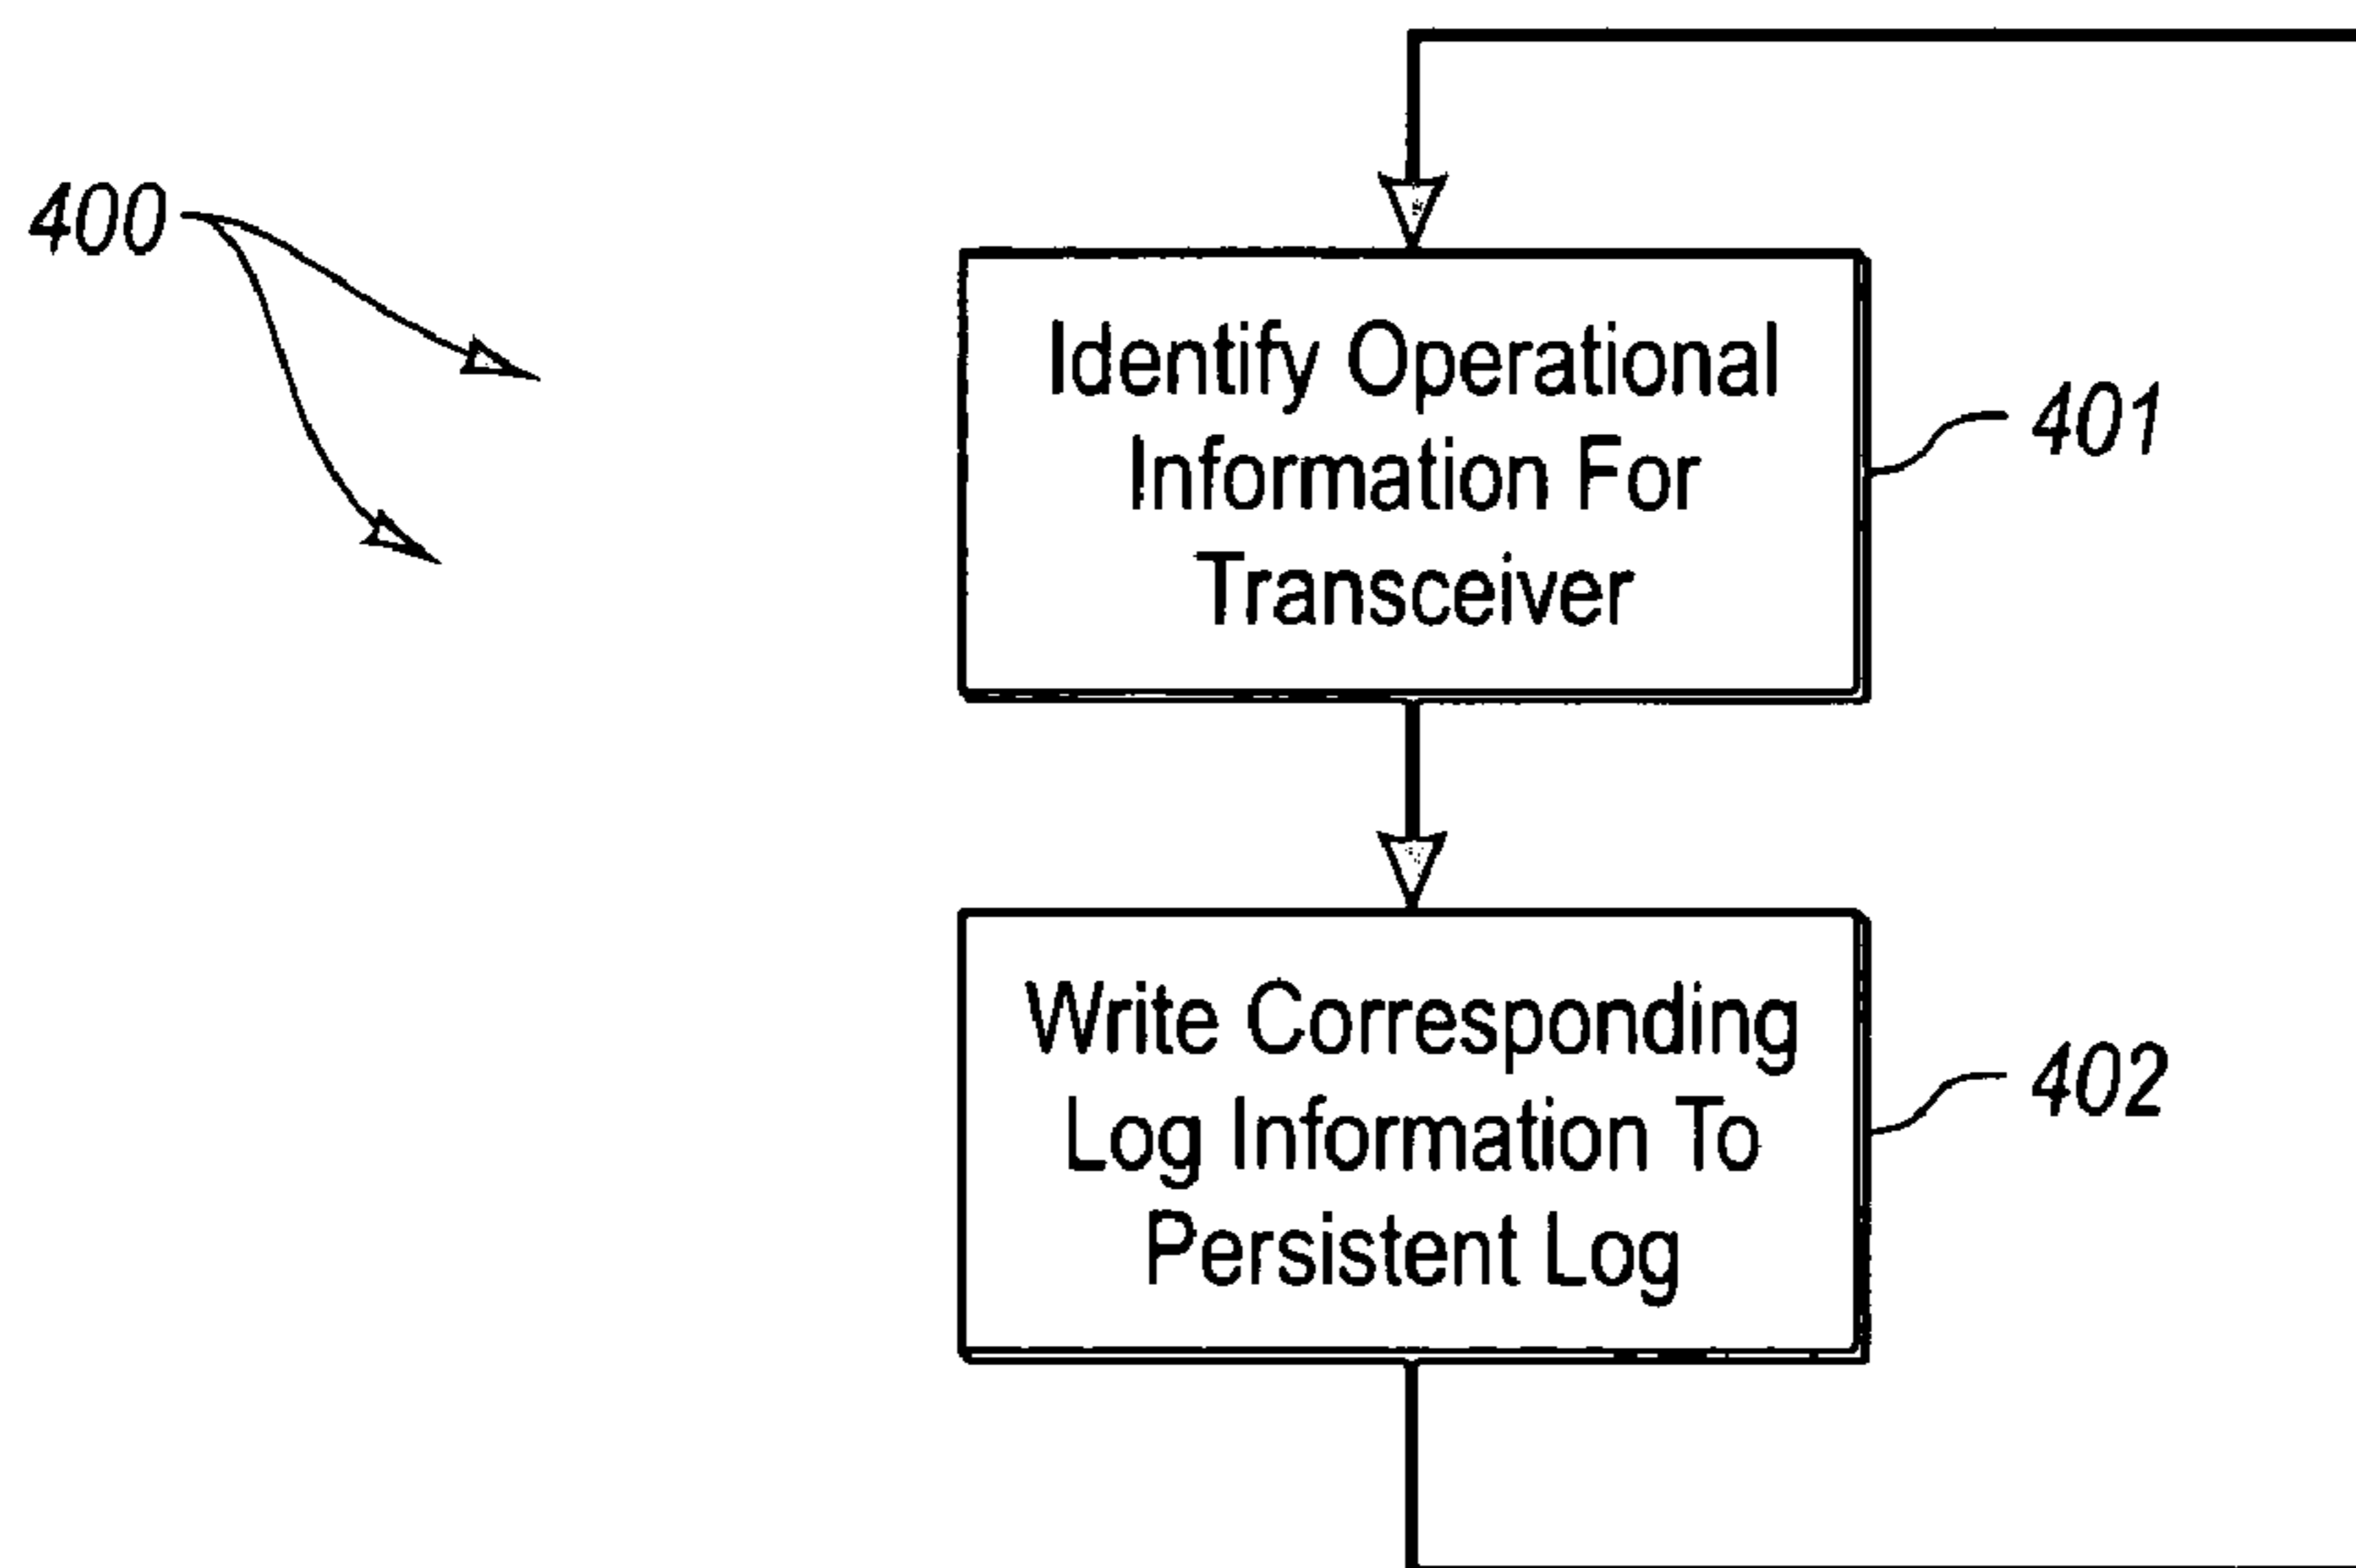 400
Identify Operational
Information For
Transceiver
401
Write Corresponding
Log Information To
Persistent Log
402